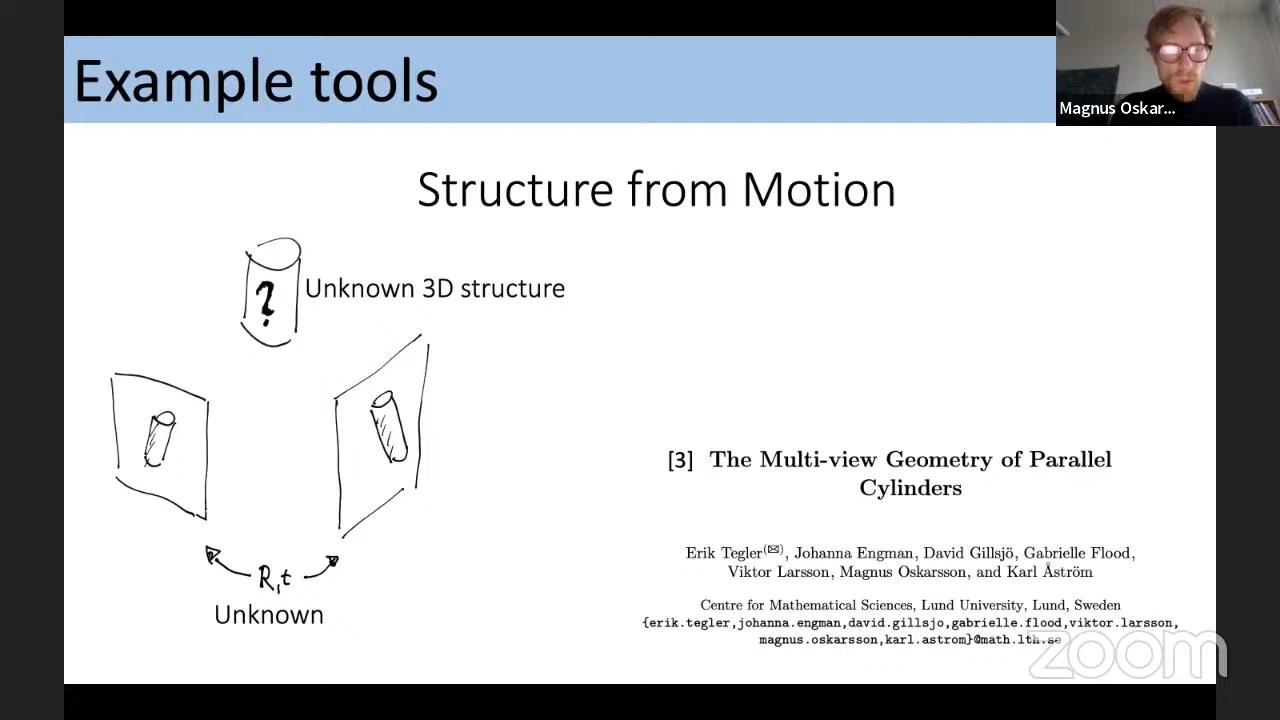 Example tools
Magnus Oskar...
Structure from Motion
?
Unknown 3D structure
R,t
Unknown
[3] The Multi-view Geometry of Parallel
Cylinders
Erik Tegler(✉), Johanna Engman, David Gillsjö, Gabrielle Flood,
Viktor Larsson, Magnus Oskarsson, and Karl Åström
Centre for Mathematical Sciences, Lund University, Lund, Sweden
{erik.tegler,johanna.engman,david.gillsjo,gabrielle.flood,viktor.larsson,
magnus.oskarsson,karl.astrom}@math.lth.se
zoom